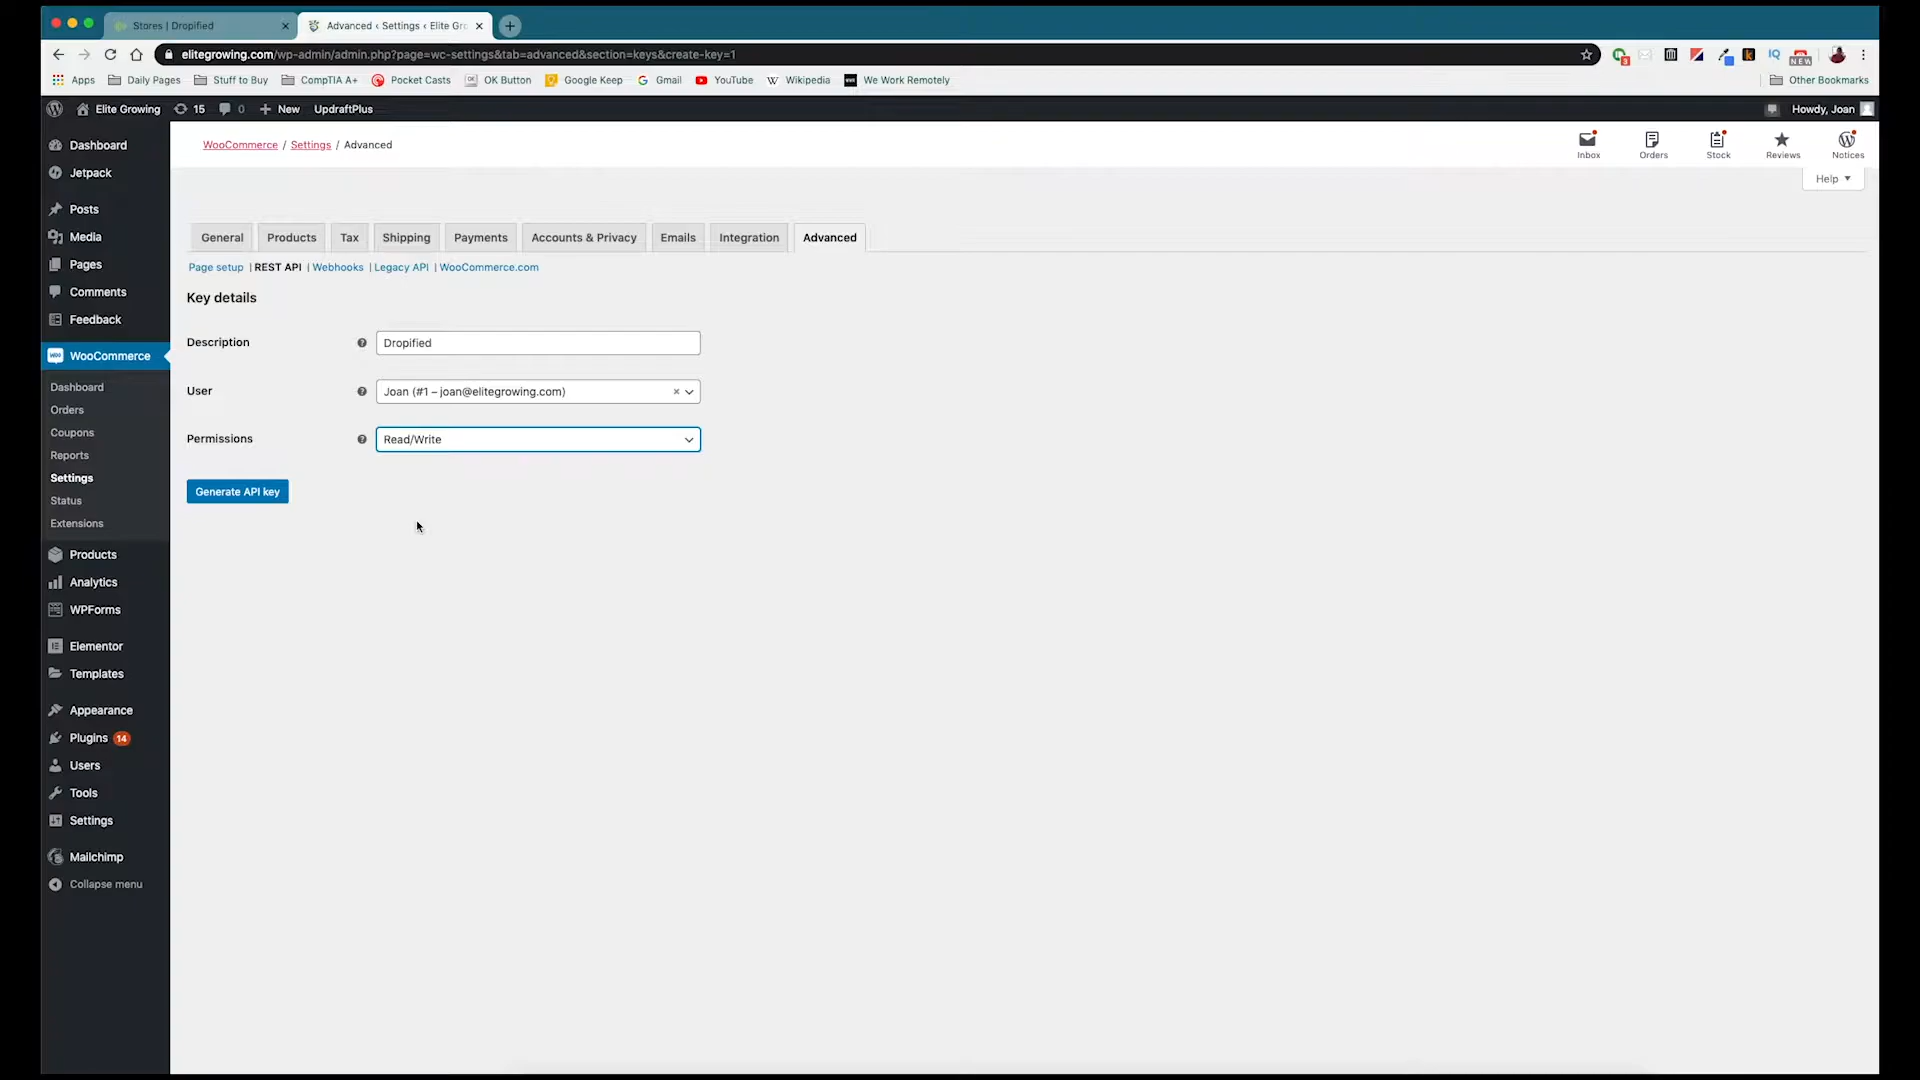 Stores | Dropified
Advanced ‹ Settings ‹ Elite Gro
elitegrowing.com/wp-admin/admin.php?page=wc-settings&tab=advanced&section=keys&create-key=1
3
NEW
Apps Daily Pages Stuff to Buy CompTIA A+ Pocket Casts OK Button Google Keep Gmail YouTube Wikipedia We Work Remotely Other Bookmarks
Elite Growing 15 0 New UpdraftPlus Howdy, Joan
Dashboard
Jetpack
Posts
Media
Pages
Comments
Feedback
WooCommerce
Dashboard
Orders
Coupons
Reports
Settings
Status
Extensions
Products
Analytics
WPForms
Elementor
Templates
Appearance
Plugins 14
Users
Tools
Settings
Mailchimp
Collapse menu
WooCommerce / Settings / Advanced
Inbox Orders Stock Reviews Notices
Help
General Products Tax Shipping Payments Accounts & Privacy Emails Integration Advanced
Page setup | REST API | Webhooks | Legacy API | WooCommerce.com
Key details
Description Dropified
User Joan (#1 – joan@elitegrowing.com) ×
Permissions Read/Write
Generate API key